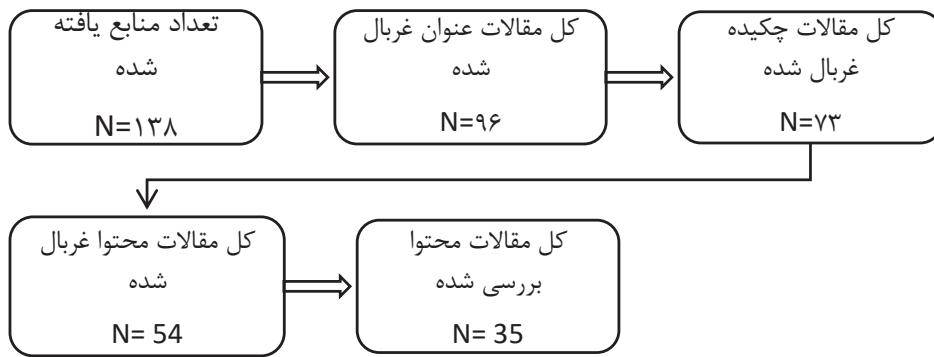 تعداد منابع یافته
شده
N=۱۳۸
کل مقالات عنوان غربال
شده
N=۹۶
کل مقالات چکیده
غربال شده
N=۷۳
کل مقالات محتوا غربال
شده
N= 54
کل مقالات محتوا
بررسی شده
N= 35